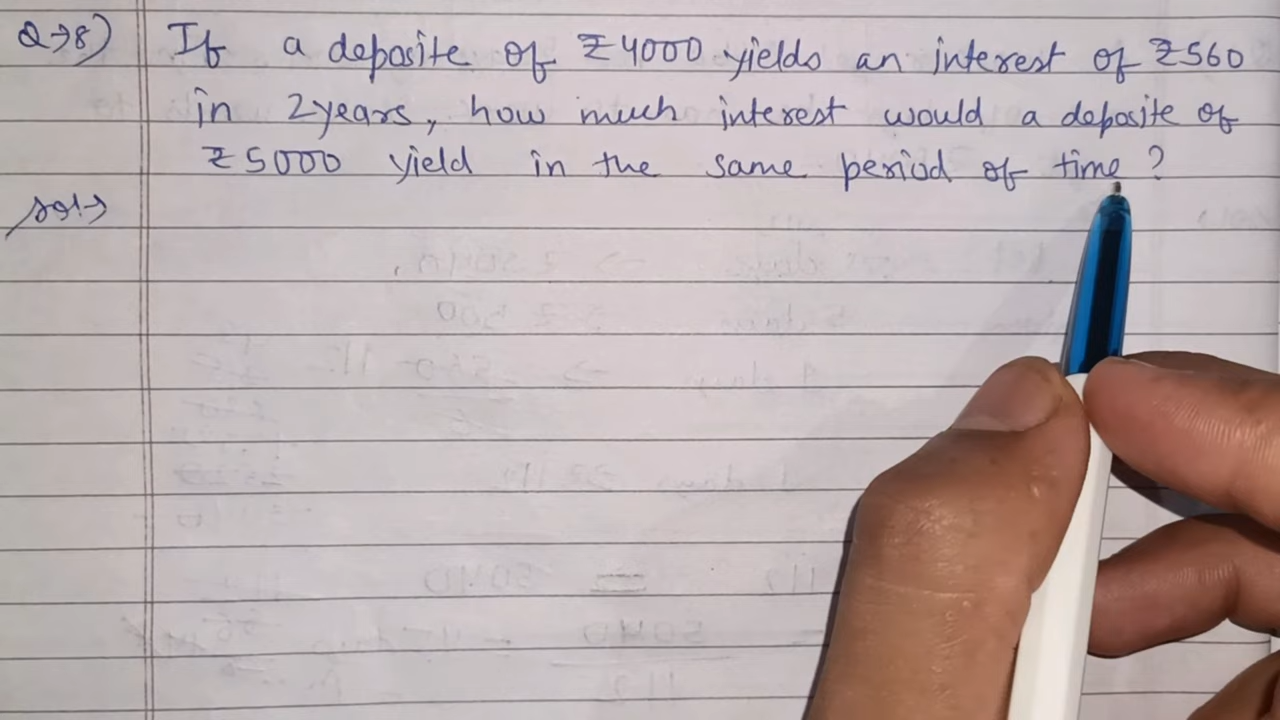 Q→8) If a deposite of ₹4000 yields an interest of ₹560
in 2years, how much interest would a deposite of
₹5000 yield in the same period of time?
Sol→